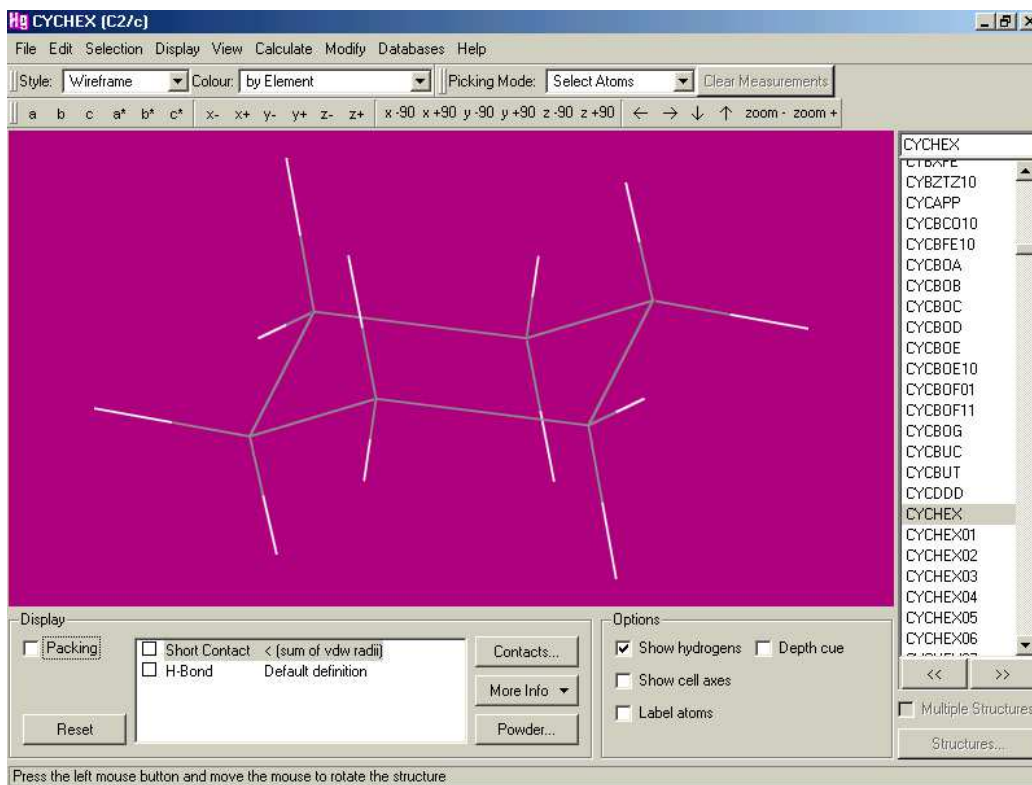 Hg CYCHEX (C2/c)
File Edit Selection Display View Calculate Modify Databases Help
Style: Wireframe Colour: by Element Picking Mode: Select Atoms Clear Measurements
a b c a* b* c* x- x+ y- y+ z- z+ x -90 x +90 y -90 y +90 z -90 z +90 ← → ↓ ↑ zoom - zoom +
CYCHEX
CYBXFE
CYBZTZ10
CYCAPP
CYCBCO10
CYCBFE10
CYCBOA
CYCBOB
CYCBOC
CYCBOD
CYCBOE
CYCBOE10
CYCBOF01
CYCBOF11
CYCBOG
CYCBUC
CYCBUT
CYCDDD
CYCHEX
CYCHEX01
CYCHEX02
CYCHEX03
CYCHEX04
CYCHEX05
CYCHEX06
<< >>
Multiple Structures
Structures...
Display
Packing
Short Contact < (sum of vdw radii)
H-Bond Default definition
Contacts...
More Info
Powder...
Reset
Options
Show hydrogens Depth cue
Show cell axes
Label atoms
Press the left mouse button and move the mouse to rotate the structure